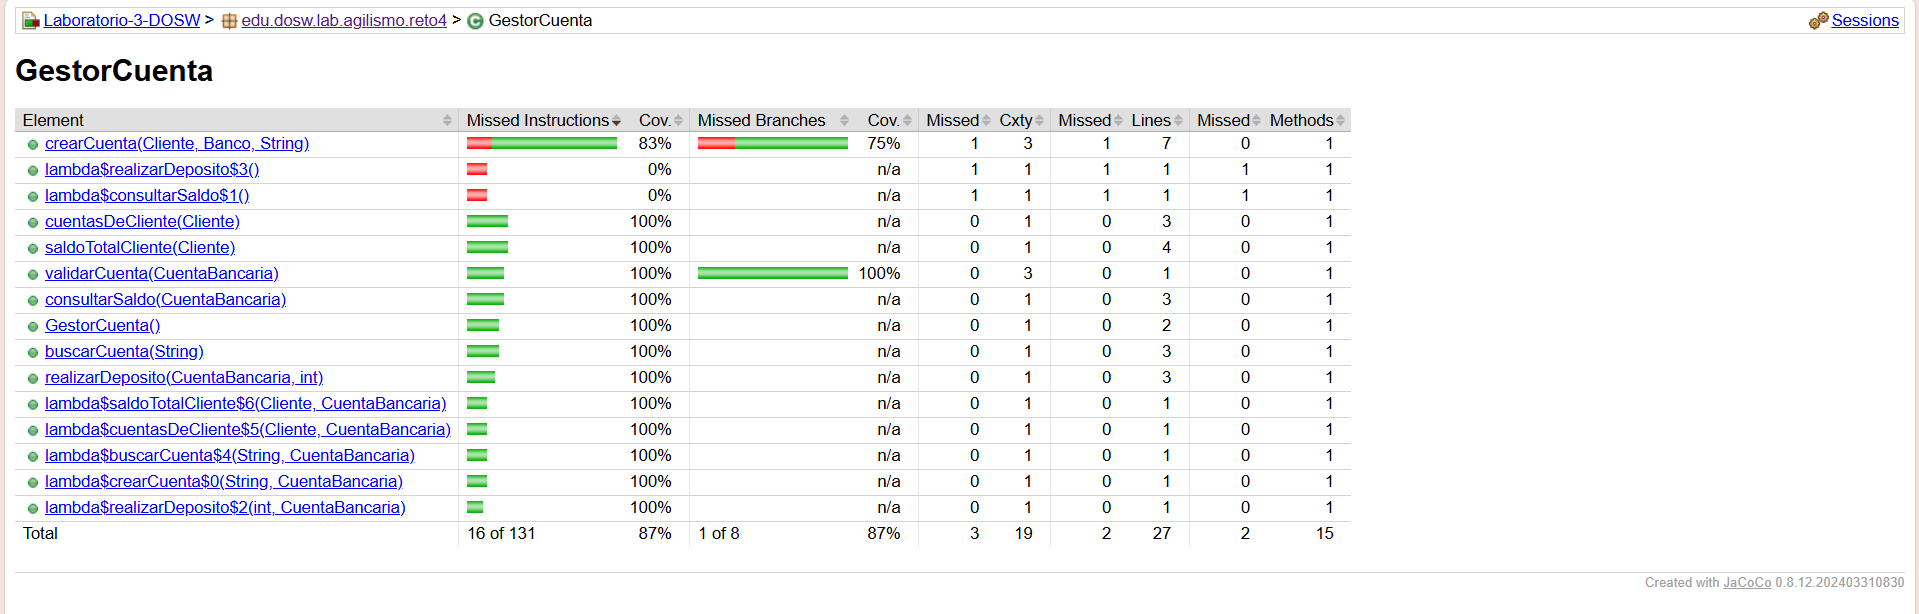 Laboratorio-3-DOSW > edu.dosw.lab.agilismo.reto4 > GestorCuenta Sessions
GestorCuenta
Element Missed Instructions Cov. Missed Branches Cov. Missed Cxty Missed Lines Missed Methods
crearCuenta(Cliente, Banco, String) 83% 75% 1 3 1 7 0 1
lambda$realizarDeposito$3() 0% n/a 1 1 1 1 1 1
lambda$consultarSaldo$1() 0% n/a 1 1 1 1 1 1
cuentasDeCliente(Cliente) 100% n/a 0 1 0 3 0 1
saldoTotalCliente(Cliente) 100% n/a 0 1 0 4 0 1
validarCuenta(CuentaBancaria) 100% 100% 0 3 0 1 0 1
consultarSaldo(CuentaBancaria) 100% n/a 0 1 0 3 0 1
GestorCuenta() 100% n/a 0 1 0 2 0 1
buscarCuenta(String) 100% n/a 0 1 0 3 0 1
realizarDeposito(CuentaBancaria, int) 100% n/a 0 1 0 3 0 1
lambda$saldoTotalCliente$6(Cliente, CuentaBancaria) 100% n/a 0 1 0 1 0 1
lambda$cuentasDeCliente$5(Cliente, CuentaBancaria) 100% n/a 0 1 0 1 0 1
lambda$buscarCuenta$4(String, CuentaBancaria) 100% n/a 0 1 0 1 0 1
lambda$crearCuenta$0(String, CuentaBancaria) 100% n/a 0 1 0 1 0 1
lambda$realizarDeposito$2(int, CuentaBancaria) 100% n/a 0 1 0 1 0 1
Total 16 of 131 87% 1 of 8 87% 3 19 2 27 2 15
Created with JaCoCo 0.8.12.202403310830